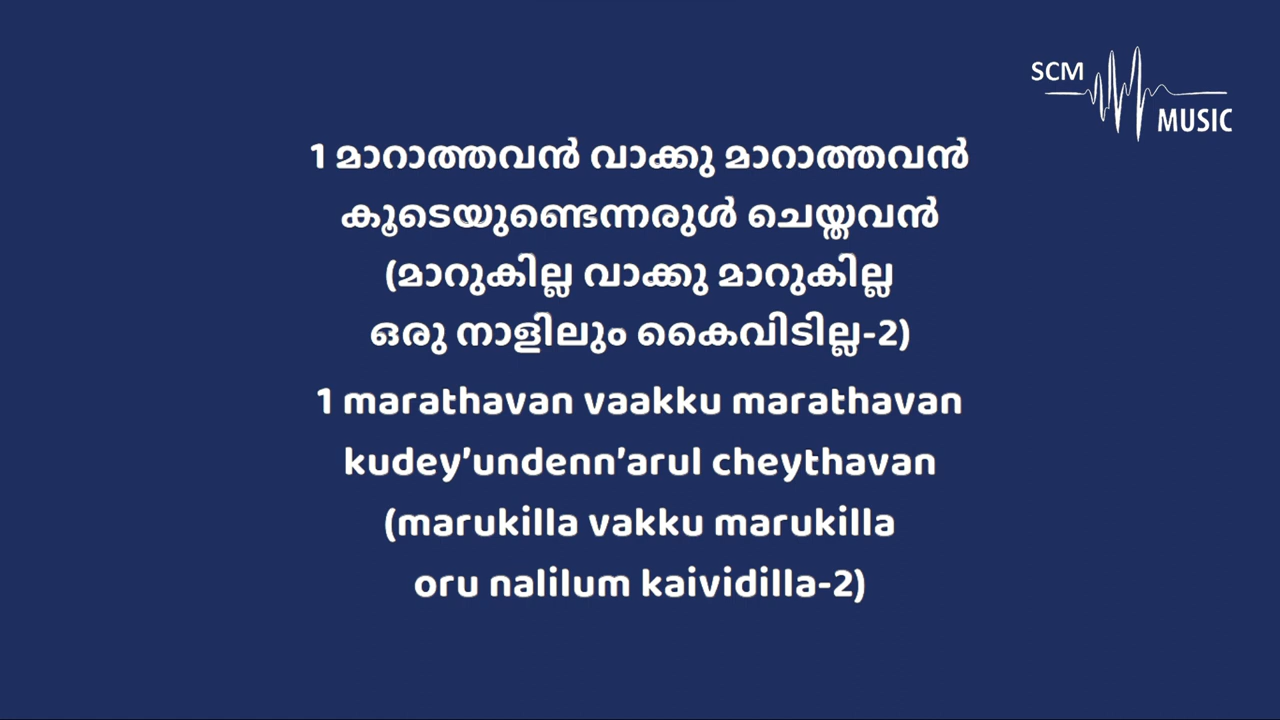 SCM
MUSIC
1 മാറാത്തവൻ വാക്കു മാറാത്തവൻ
കൂടെയുണ്ടെന്നരുൾ ചെയ്തവൻ
(മാറുകില്ല വാക്കു മാറുകില്ല
ഒരു നാളിലും കൈവിടില്ല-2)
1 marathavan vaakku marathavan
kudey’undenn’arul cheythavan
(marukilla vakku marukilla
oru nalilum kaividilla-2)